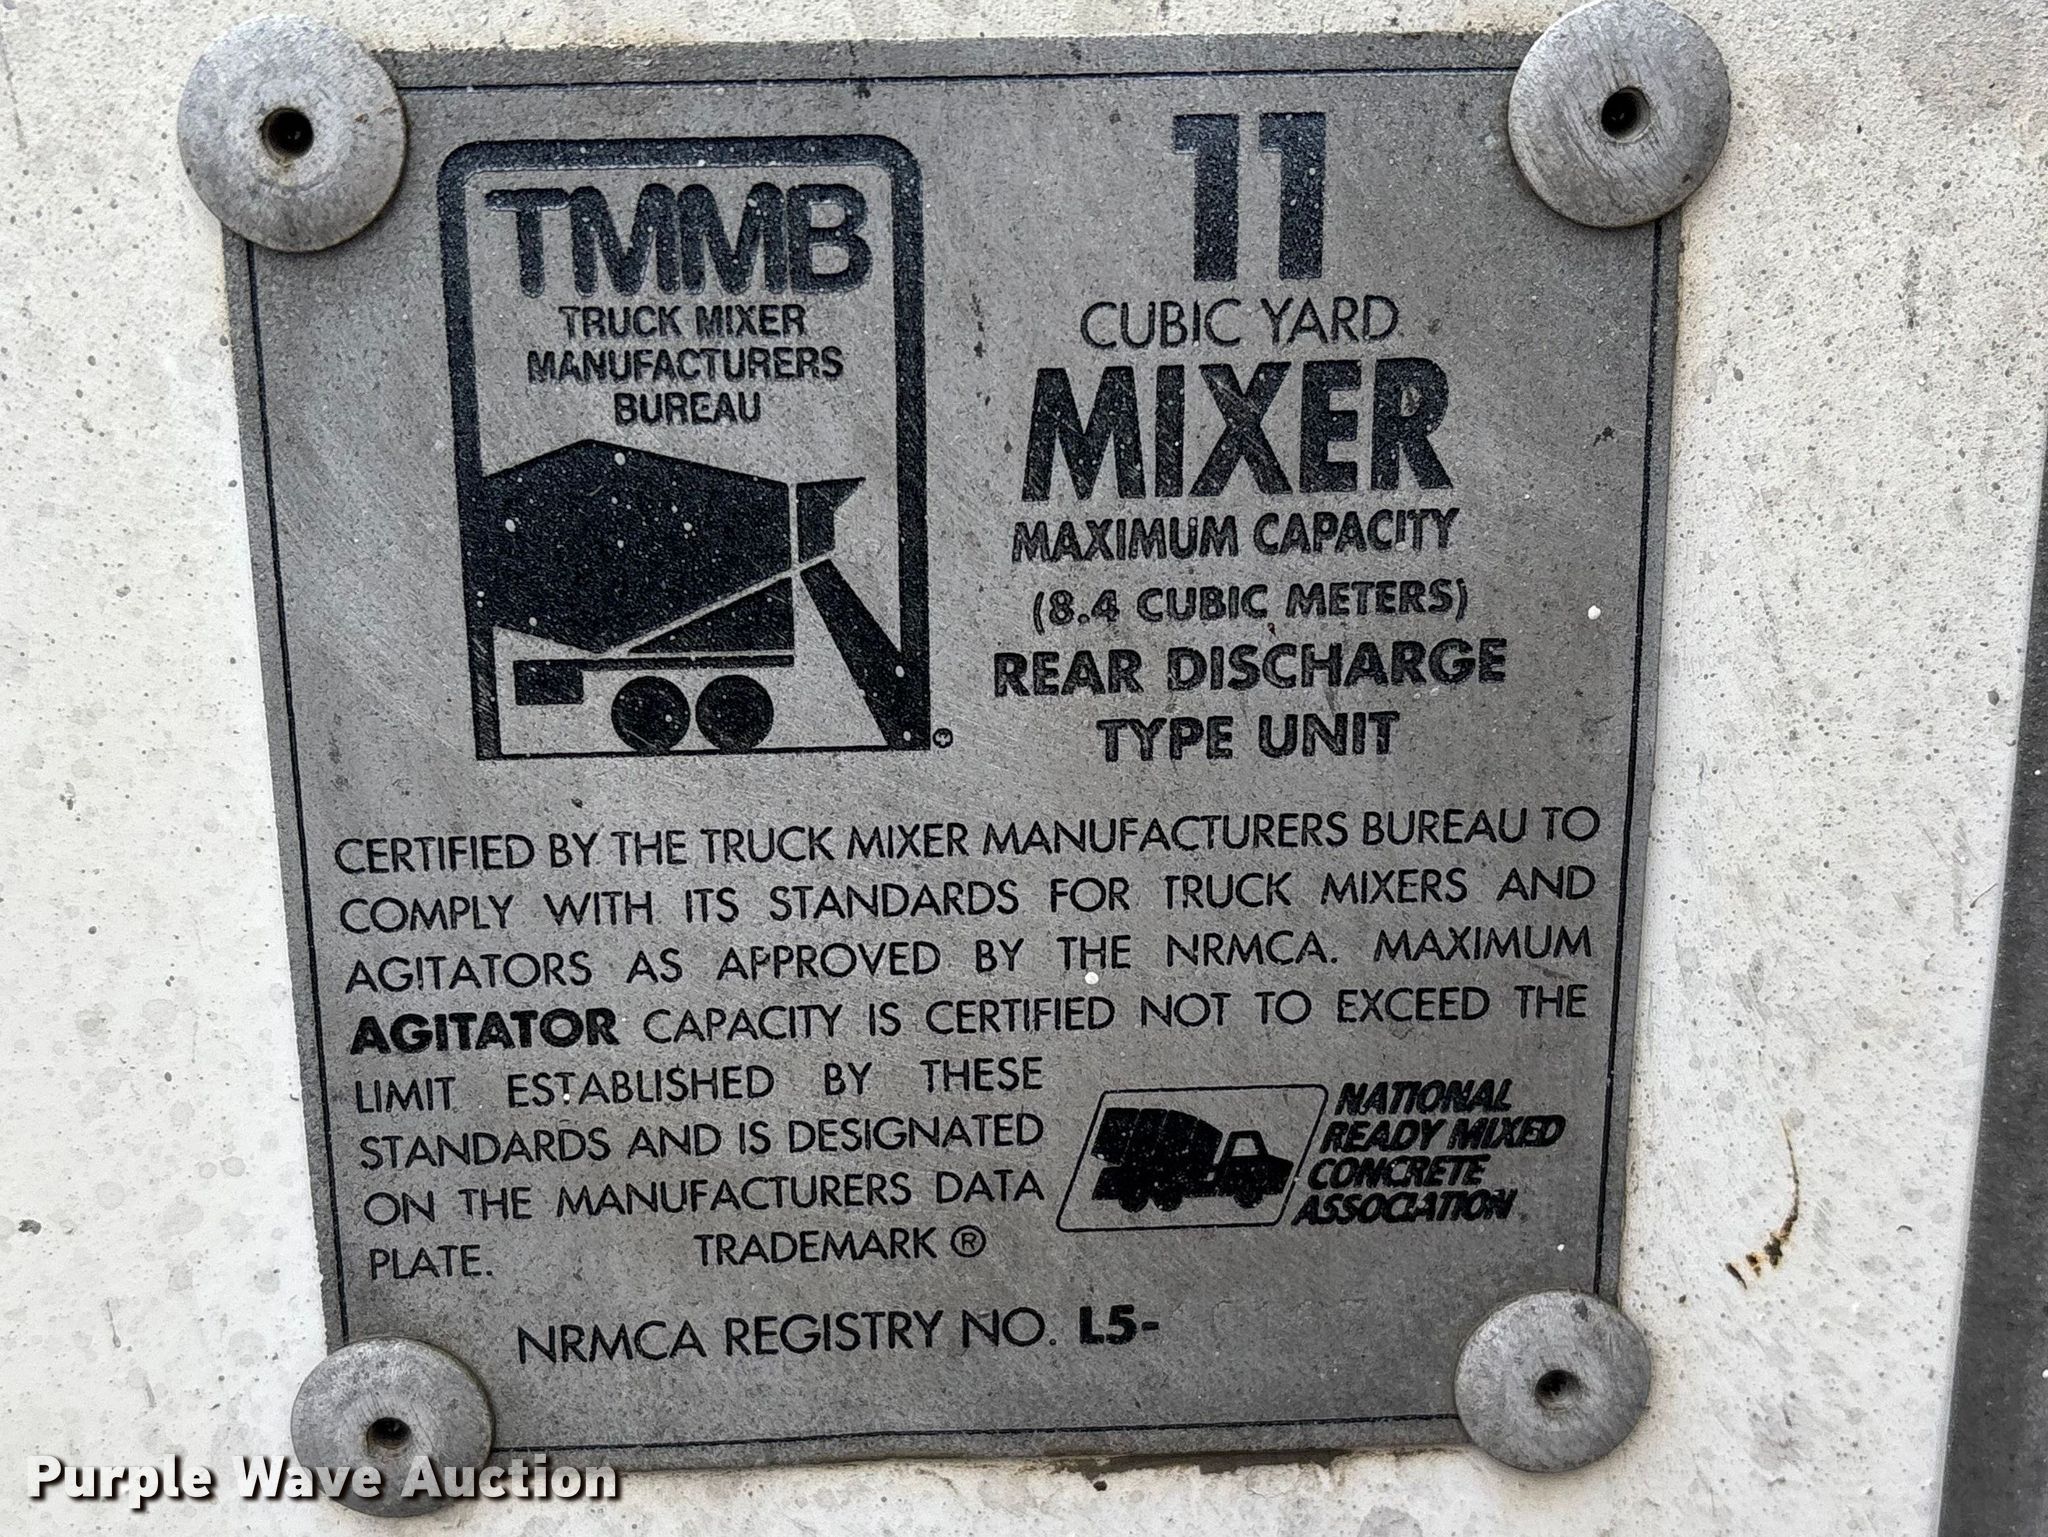 TMMB
TRUCK MIXER
MANUFACTURERS
BUREAU
11
CUBIC YARD
MIXER
MAXIMUM CAPACITY
(8.4 CUBIC METERS)
REAR DISCHARGE
TYPE UNIT
CERTIFIED BY THE TRUCK MIXER MANUFACTURERS BUREAU TO
COMPLY WITH ITS STANDARDS FOR TRUCK MIXERS AND
AGITATORS AS APPROVED BY THE NRMCA. MAXIMUM
AGITATOR CAPACITY IS CERTIFIED NOT TO EXCEED THE
LIMIT ESTABLISHED BY THESE
STANDARDS AND IS DESIGNATED
ON THE MANUFACTURERS DATA
PLATE. TRADEMARK ®
NATIONAL
READY MIXED
CONCRETE
ASSOCIATION
NRMCA REGISTRY NO. L5-
Purple Wave Auction